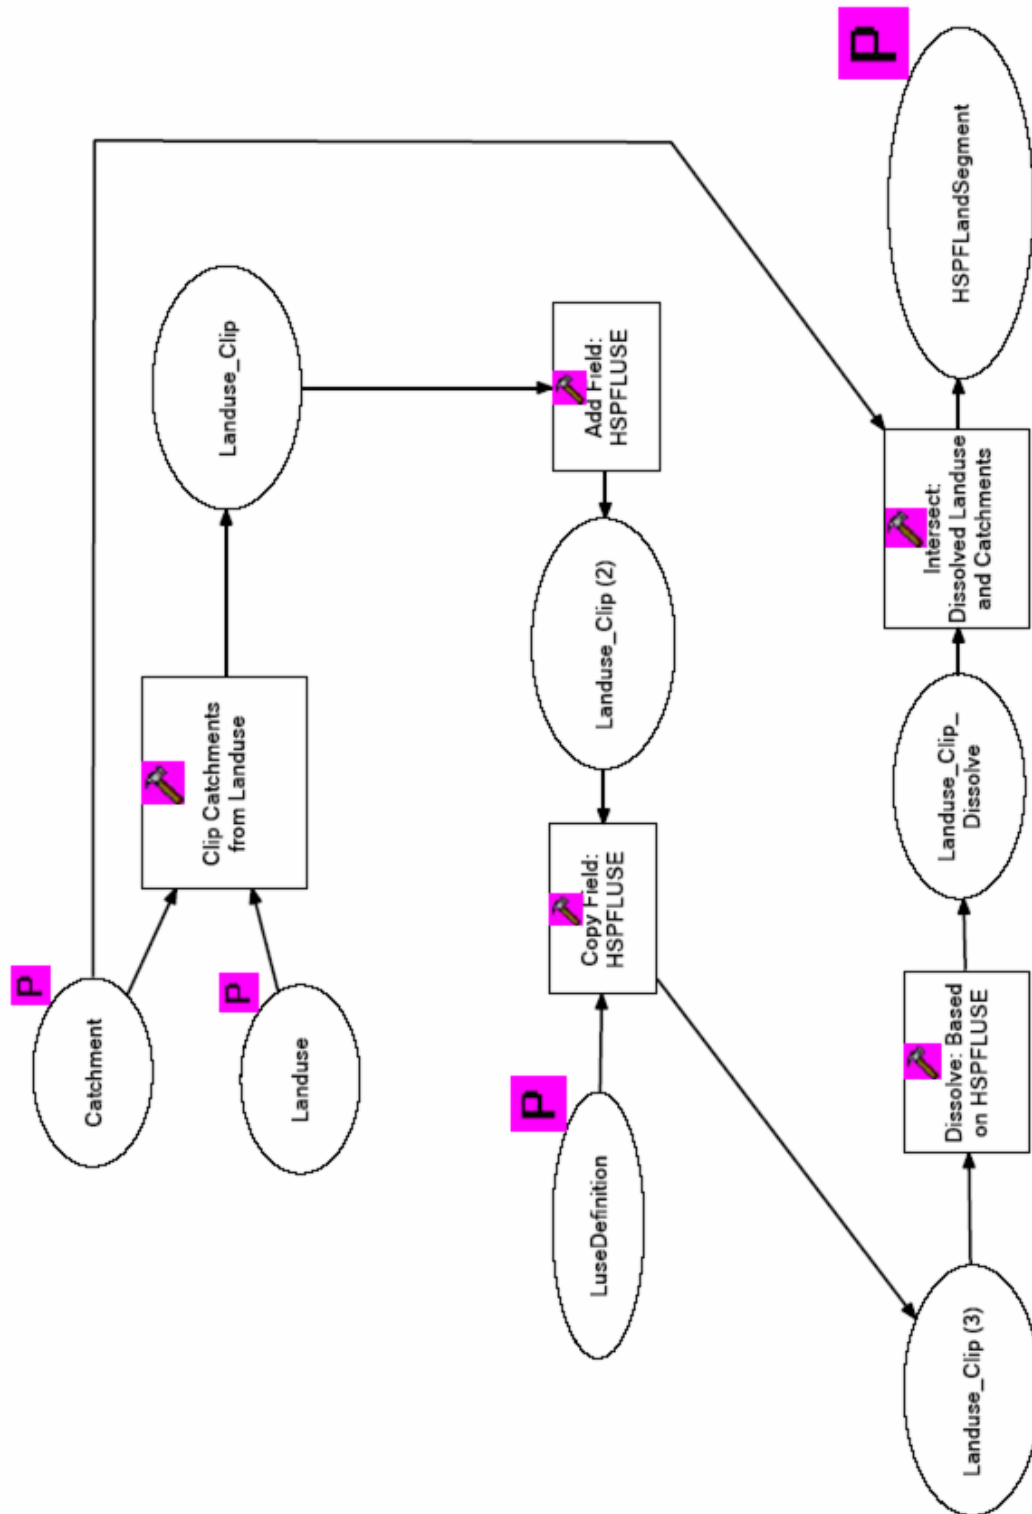 P
Catchment
P
Landuse
Clip Catchments
from Landuse
Landuse_Clip
P
LuseDefinition
Copy Field:
HSPFLUSE
Landuse_Clip (2)
Add Field:
HSPFLUSE
Landuse_Clip (3)
Dissolve: Based
on HSPFLUSE
Landuse_Clip_
Dissolve
Intersect:
Dissolved Landuse
and Catchments
P
HSPFLandSegment